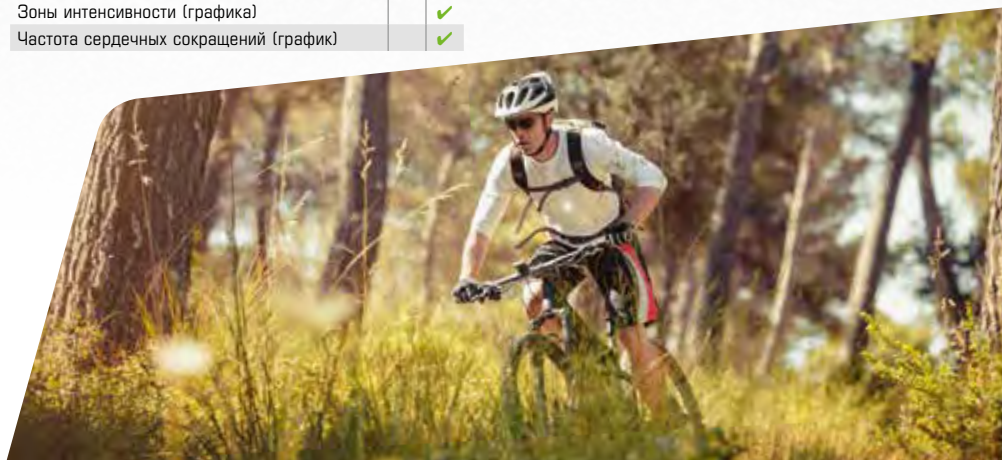 Зоны интенсивности (графика) ✔
Частота сердечных сокращений (график) ✔